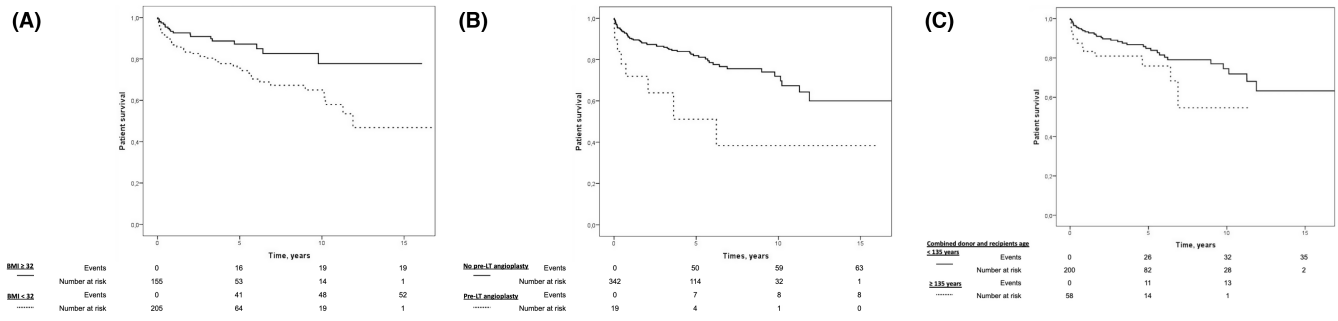 (A)
Patient survival
1,0
0,8
0,6
0,4
0,2
0,0
0 5 10 15
Time, years
BMI ≥ 32 Events 0 16 19 19
Number at risk 155 53 14 1
BMI < 32 Events 0 41 48 52
Number at risk 205 64 19 1
(B)
Patient survival
1,0
0,8
0,6
0,4
0,2
0,0
0 5 10 15
Times, years
No pre-LT angioplasty Events 0 50 59 63
Number at risk 342 114 32 1
Pre-LT angioplasty Events 0 7 8 8
Number at risk 19 4 1 0
(C)
Patient survival
1,0
0,8
0,6
0,4
0,2
0,0
0 5 10 15
Time, years
Combined donor and recipients age
< 135 years Events 0 26 32 35
Number at risk 200 82 28 2
≥ 135 years Events 0 11 13
Number at risk 58 14 1